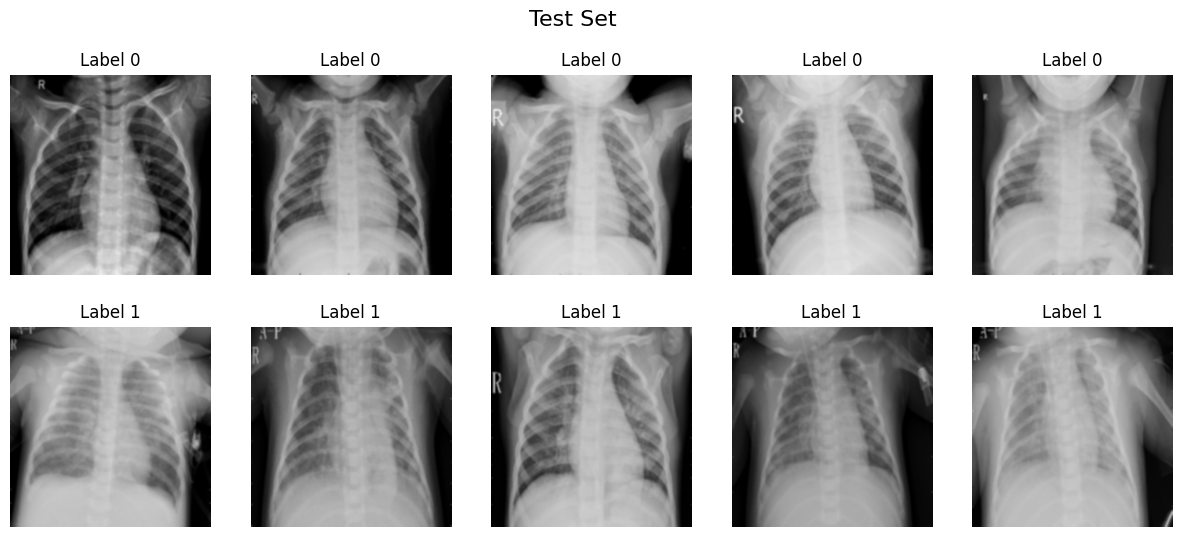 Test Set
Label 0 Label 0 Label 0 Label 0 Label 0
R R R R R
Label 1 Label 1 Label 1 Label 1 Label 1
A-P A-P A-P A-P A-P
R R R R R